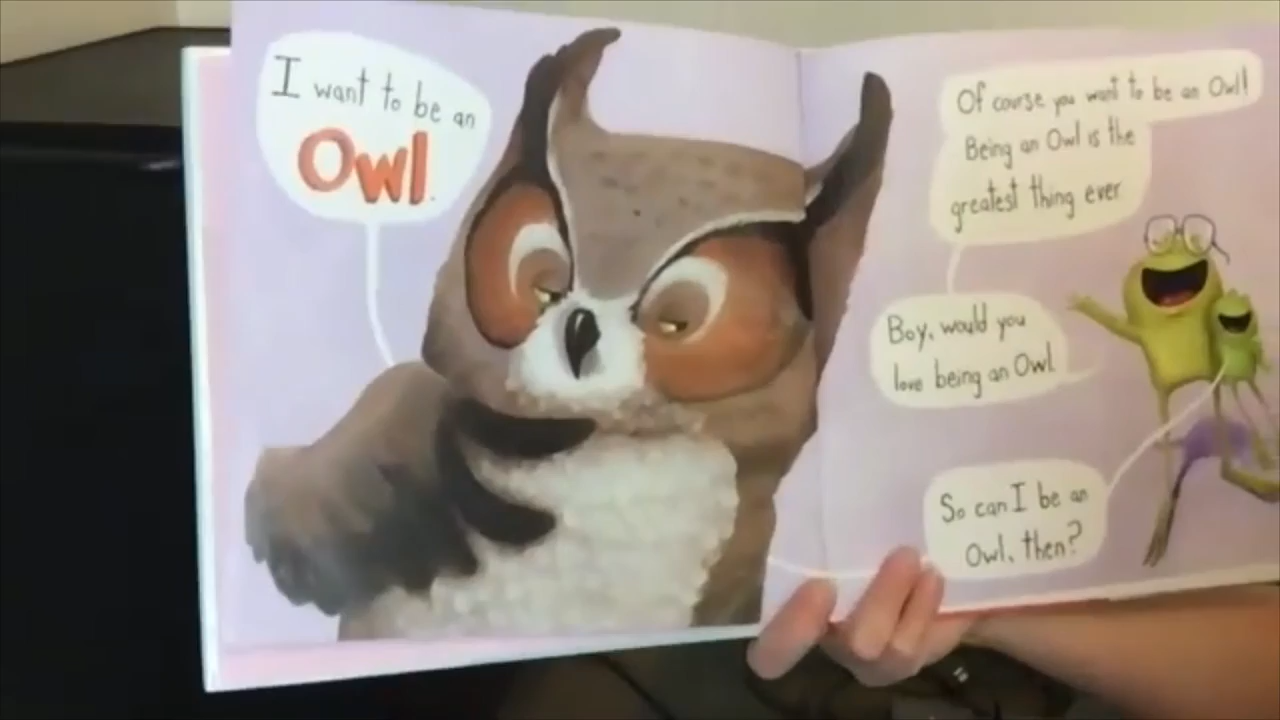 I want to be an
Owl.
Of course you want to be an Owl!
Being an Owl is the
greatest thing ever.
Boy, would you
love being an Owl.
So can I be an
Owl, then?